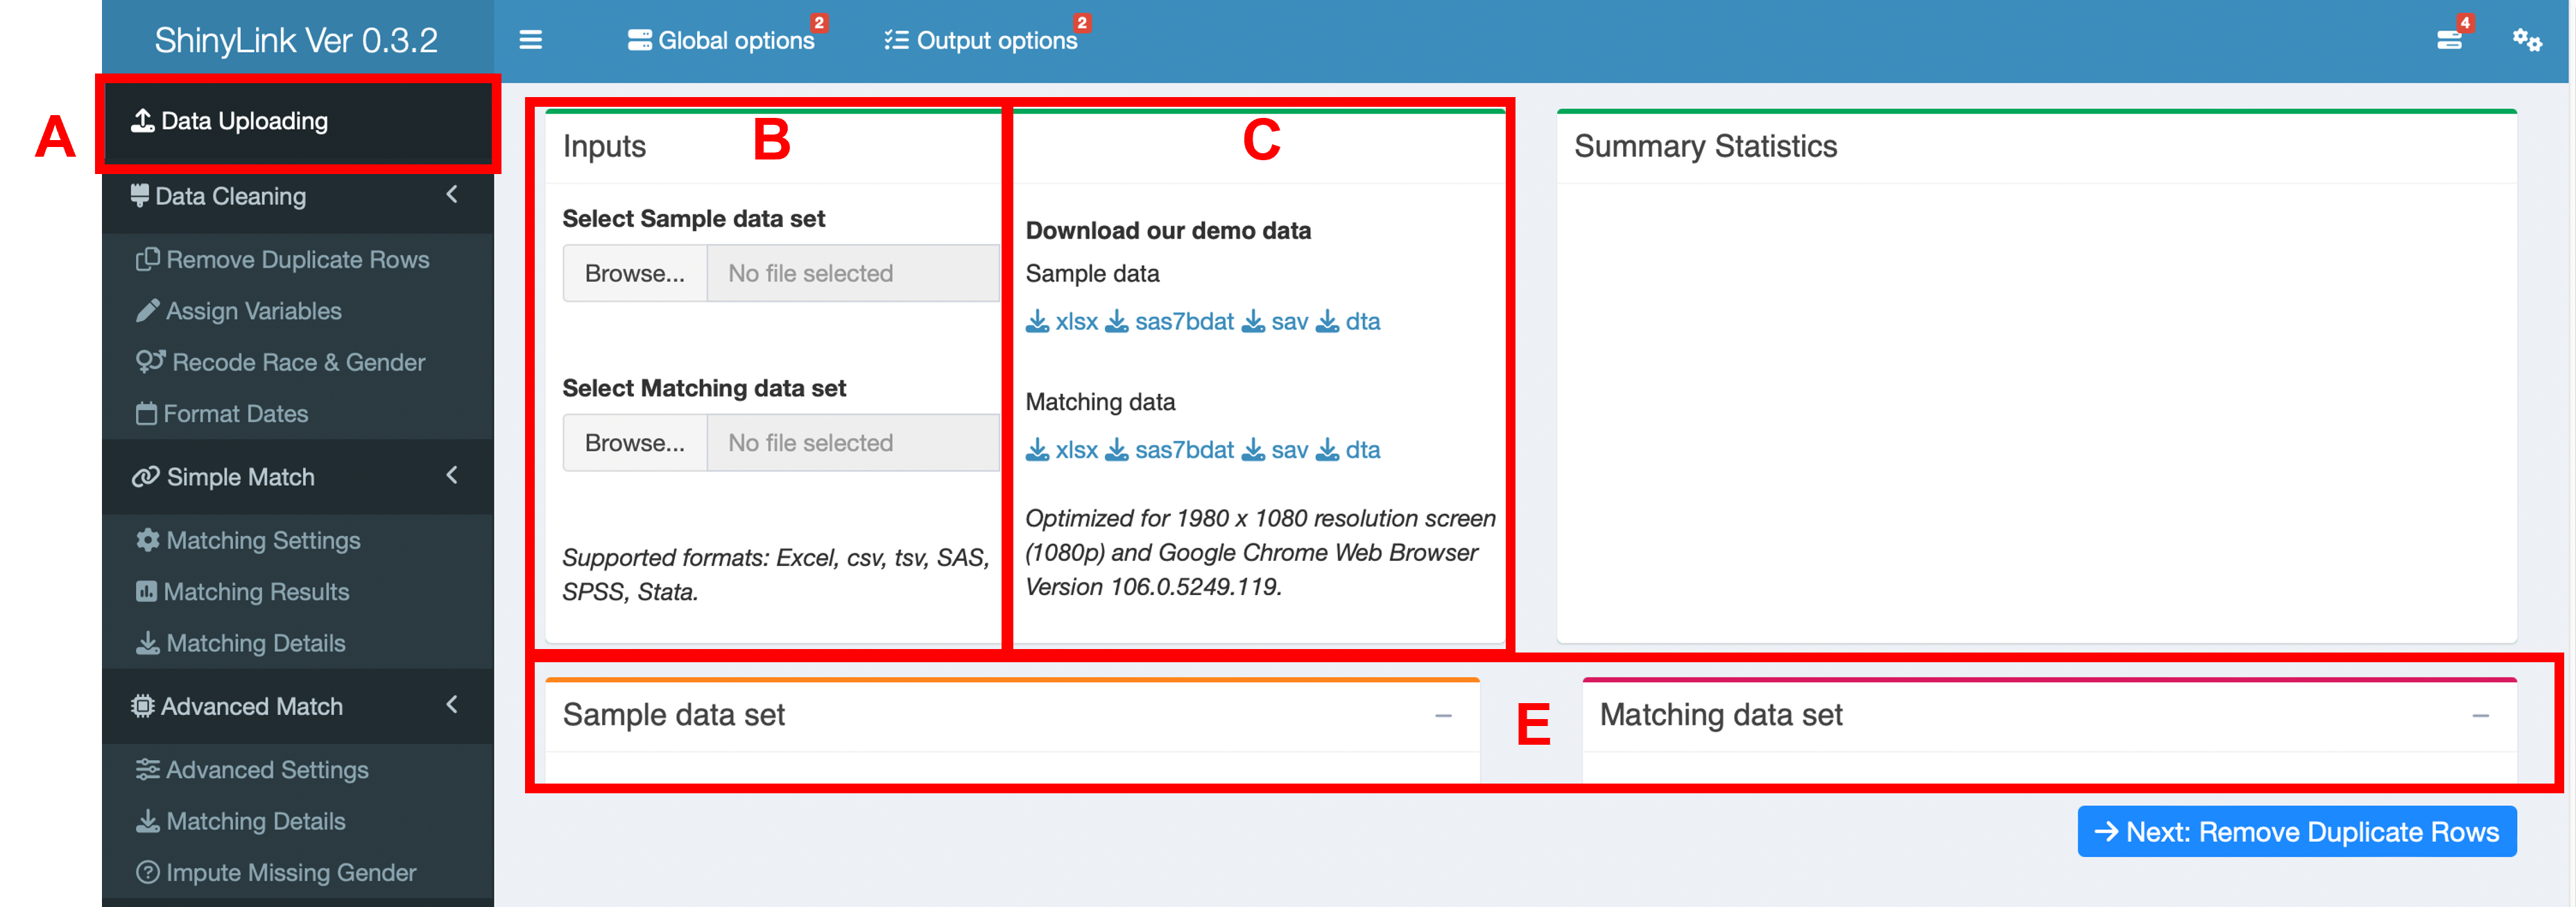 ShinyLink Ver 0.3.2
Global options 2
Output options 2
4
A
Data Uploading
Data Cleaning
Remove Duplicate Rows
Assign Variables
Recode Race & Gender
Format Dates
Simple Match
Matching Settings
Matching Results
Matching Details
Advanced Match
Advanced Settings
Matching Details
Impute Missing Gender
Inputs
B
Select Sample data set
Browse... No file selected
Select Matching data set
Browse... No file selected
Supported formats: Excel, csv, tsv, SAS,
SPSS, Stata.
C
Download our demo data
Sample data
xlsx sas7bdat sav dta
Matching data
xlsx sas7bdat sav dta
Optimized for 1980 x 1080 resolution screen
(1080p) and Google Chrome Web Browser
Version 106.0.5249.119.
Summary Statistics
Sample data set
E
Matching data set
Next: Remove Duplicate Rows